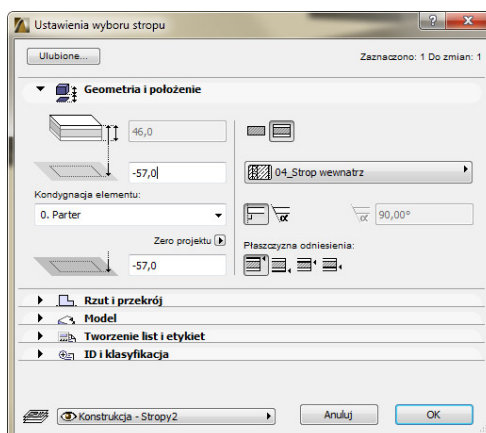 Ustawienia wyboru stropu
Ulubione...
Zaznaczono: 1 Do zmian: 1
Geometria i położenie
46,0
-57,0
04_Strop wewnatrz
Kondygnacja elementu:
0. Parter
α
α
90,00°
Zero projektu
Płaszczyzna odniesienia:
-57,0
Rzut i przekrój
Model
Tworzenie list i etykiet
ID i klasyfikacja
Konstrukcja - Stropy2
Anuluj
OK